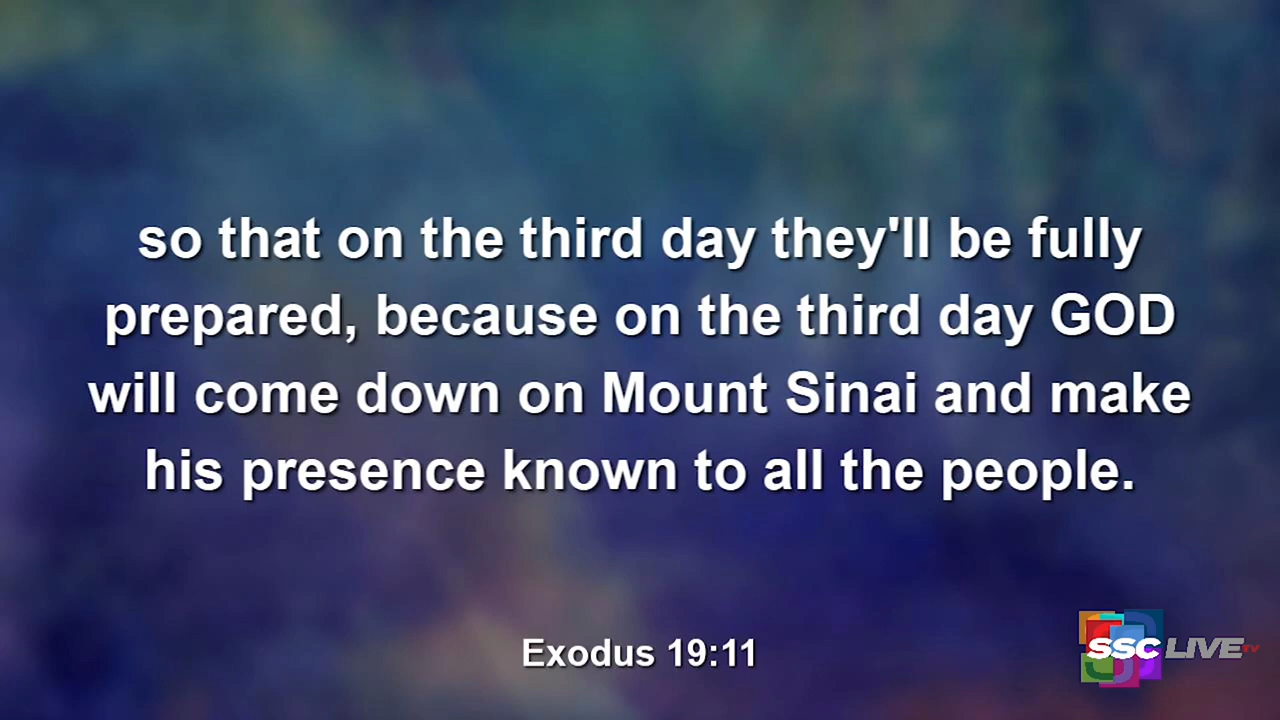 so that on the third day they'll be fully
prepared, because on the third day GOD
will come down on Mount Sinai and make
his presence known to all the people.
Exodus 19:11
SSC LIVE TV